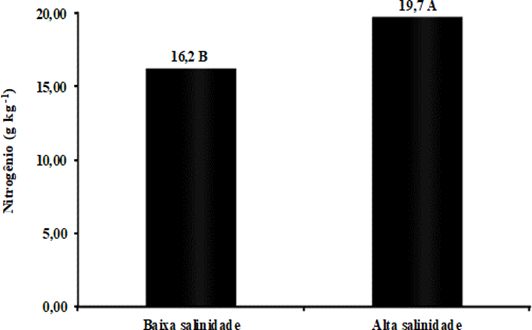 20,00
15,00
10,00
5,00
0,00
Nitrogênio (g kg⁻¹)
16,2 B
19,7 A
Baixa salinidade
Alta salinidade